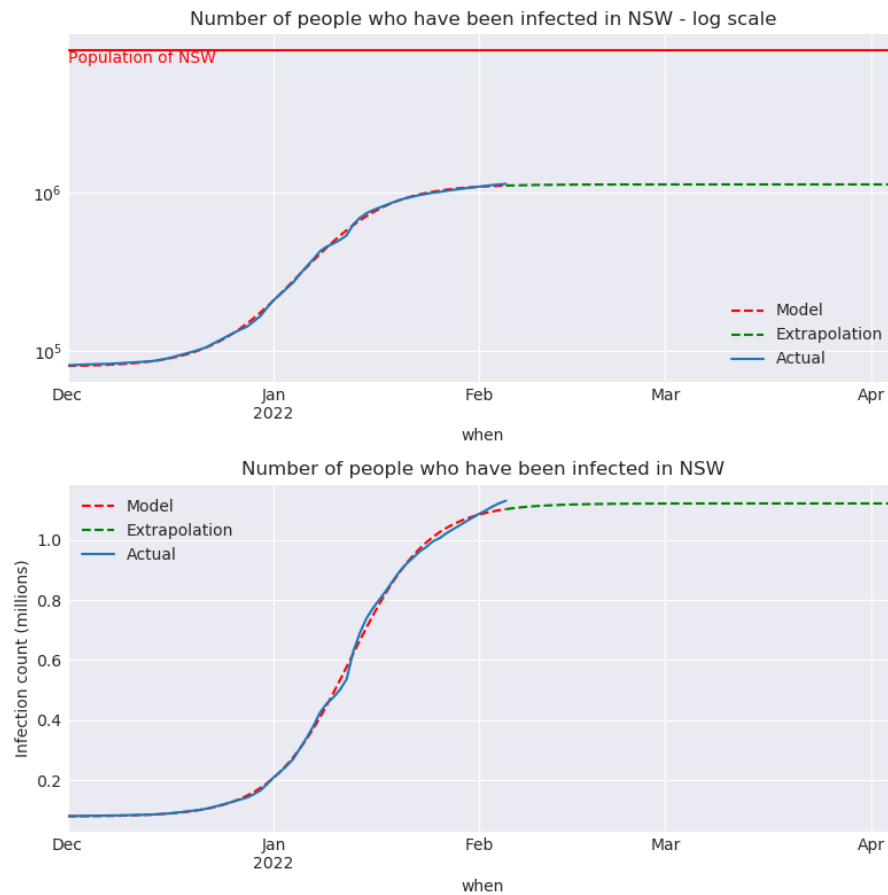 Number of people who have been infected in NSW - log scale
Population of NSW
10⁶
10⁵
Model
Extrapolation
Actual
Dec
Jan
2022
Feb
Mar
Apr
when
Number of people who have been infected in NSW
Model
Extrapolation
Actual
Infection count (millions)
1.0
0.8
0.6
0.4
0.2
Dec
Jan
2022
Feb
Mar
Apr
when